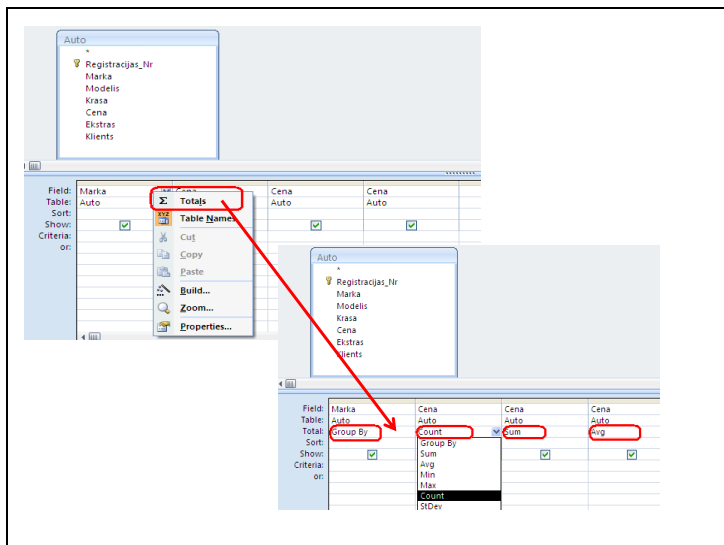 Auto
*
Registracijas_Nr
Marka
Modelis
Krasa
Cena
Ekstras
Klients
Field: Marka Cena Cena Cena
Table: Auto Auto Auto
Sort:
Show:
Criteria:
or:
Σ Totals
XYZ Table Names
Cut
Copy
Paste
Build...
Zoom...
Properties...
Auto
*
Registracijas_Nr
Marka
Modelis
Krasa
Cena
Ekstras
Klients
Field: Marka Cena Cena Cena
Table: Auto Auto Auto Auto
Total: Group By Count Sum Avg
Sort:
Show:
Criteria:
or:
Group By
Sum
Avg
Min
Max
Count
StDev